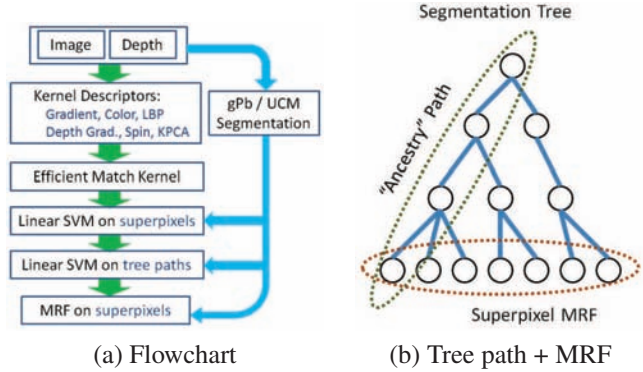 Image
Depth
Kernel Descriptors:
Gradient, Color, LBP
Depth Grad., Spin, KPCA
gPb / UCM
Segmentation
Efficient Match Kernel
Linear SVM on superpixels
Linear SVM on tree paths
MRF on superpixels
(a) Flowchart
Segmentation Tree
"Ancestry" Path
Superpixel MRF
(b) Tree path + MRF